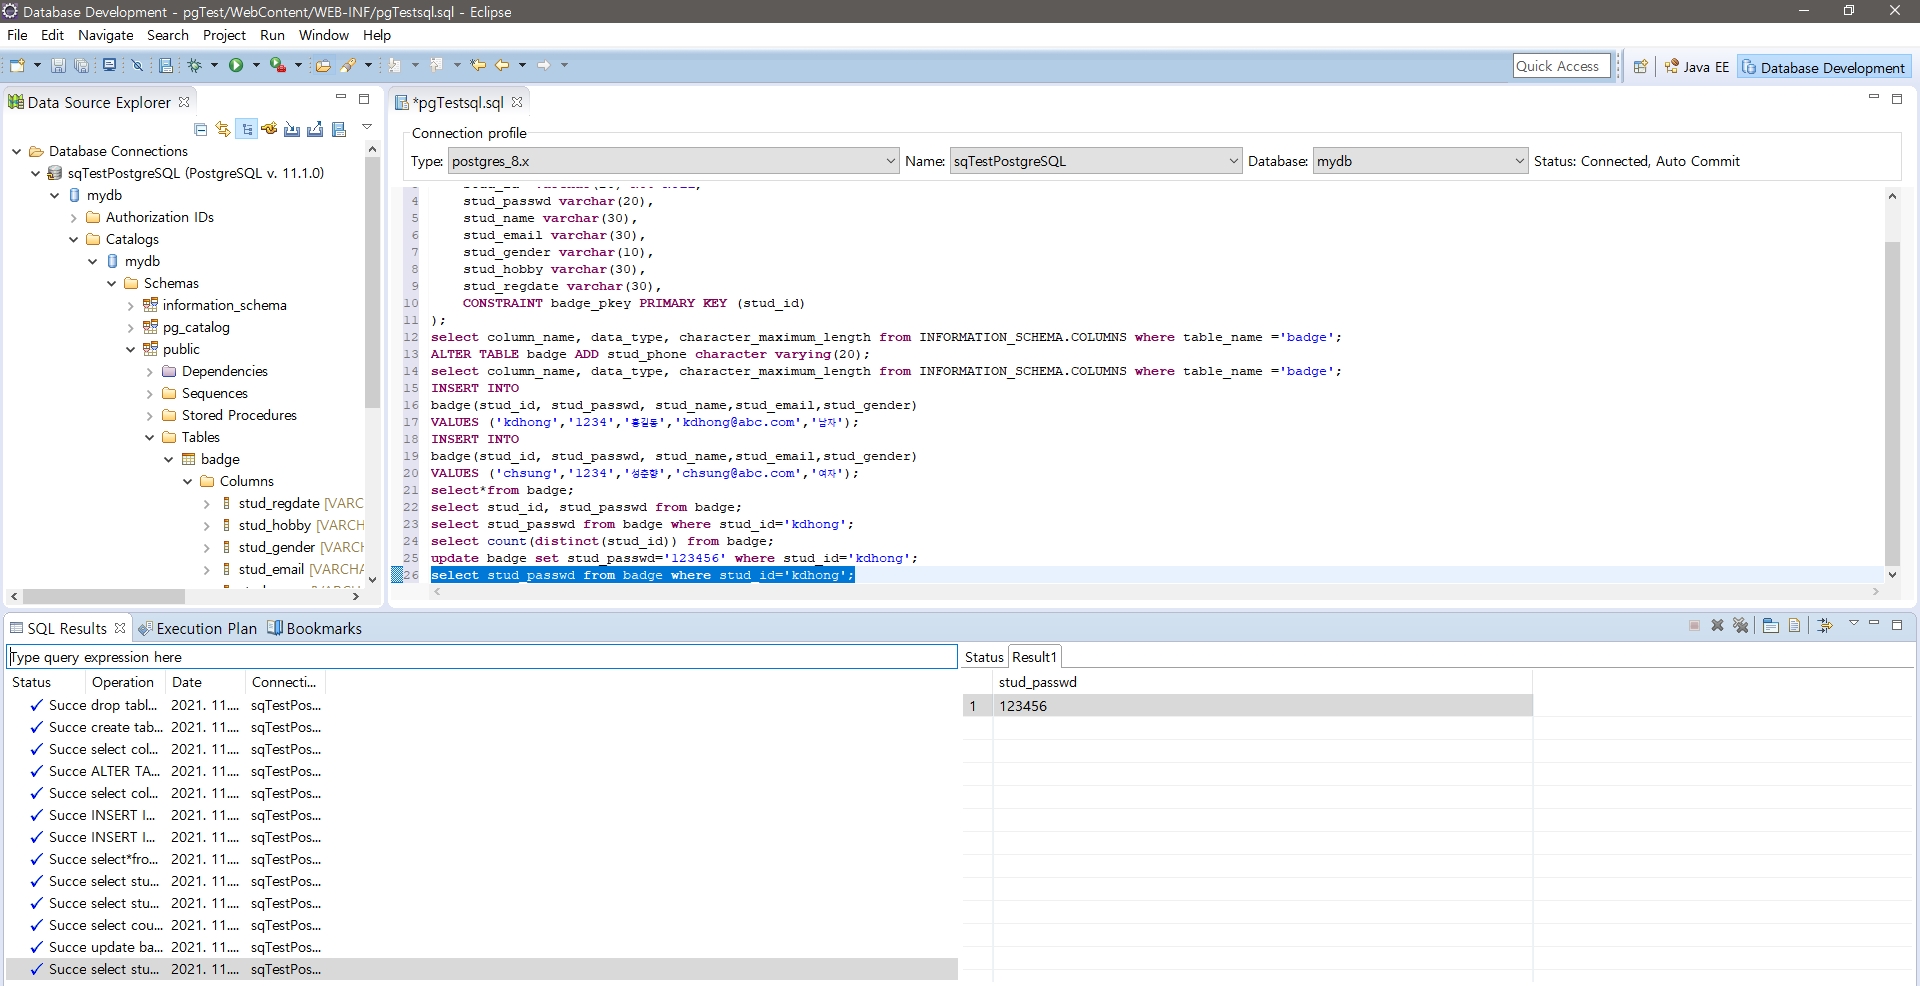 Database Development - pgTest/WebContent/WEB-INF/pgTestsql.sql - Eclipse
File Edit Navigate Search Project Run Window Help
Quick Access Java EE Database Development
Data Source Explorer
*pgTestsql.sql
Connection profile
Type: postgres_8.x Name: sqTestPostgreSQL Database: mydb Status: Connected, Auto Commit
Database Connections
sqTestPostgreSQL (PostgreSQL v. 11.1.0)
mydb
Authorization IDs
Catalogs
mydb
Schemas
information_schema
pg_catalog
public
Dependencies
Sequences
Stored Procedures
Tables
badge
Columns
stud_regdate [VARC
stud_hobby [VARCH
stud_gender [VARCH
stud_email [VARCHA
4 stud_passwd varchar(20),
5 stud_name varchar(30),
6 stud_email varchar(30),
7 stud_gender varchar(10),
8 stud_hobby varchar(30),
9 stud_regdate varchar(30),
10 CONSTRAINT badge_pkey PRIMARY KEY (stud_id)
11 );
12 select column_name, data_type, character_maximum_length from INFORMATION_SCHEMA.COLUMNS where table_name ='badge';
13 ALTER TABLE badge ADD stud_phone character varying(20);
14 select column_name, data_type, character_maximum_length from INFORMATION_SCHEMA.COLUMNS where table_name ='badge';
15 INSERT INTO
16 badge(stud_id, stud_passwd, stud_name,stud_email,stud_gender)
17 VALUES ('kdhong','1234','홍길동','kdhong@abc.com','남자');
18 INSERT INTO
19 badge(stud_id, stud_passwd, stud_name,stud_email,stud_gender)
20 VALUES ('chsung','1234','성춘향','chsung@abc.com','여자');
21 select*from badge;
22 select stud_id, stud_passwd from badge;
23 select stud_passwd from badge where stud_id='kdhong';
24 select count(distinct(stud_id)) from badge;
25 update badge set stud_passwd='123456' where stud_id='kdhong';
26 select stud_passwd from badge where stud_id='kdhong';
SQL Results Execution Plan Bookmarks
Type query expression here
Status Operation Date Connecti...
Succe drop tabl... 2021. 11.... sqTestPos...
Succe create tab... 2021. 11.... sqTestPos...
Succe select col... 2021. 11.... sqTestPos...
Succe ALTER TA... 2021. 11.... sqTestPos...
Succe select col... 2021. 11.... sqTestPos...
Succe INSERT I... 2021. 11.... sqTestPos...
Succe INSERT I... 2021. 11.... sqTestPos...
Succe select*fro... 2021. 11.... sqTestPos...
Succe select stu... 2021. 11.... sqTestPos...
Succe select stu... 2021. 11.... sqTestPos...
Succe select cou... 2021. 11.... sqTestPos...
Succe update ba... 2021. 11.... sqTestPos...
Succe select stu... 2021. 11.... sqTestPos...
Status Result1
stud_passwd
1 123456